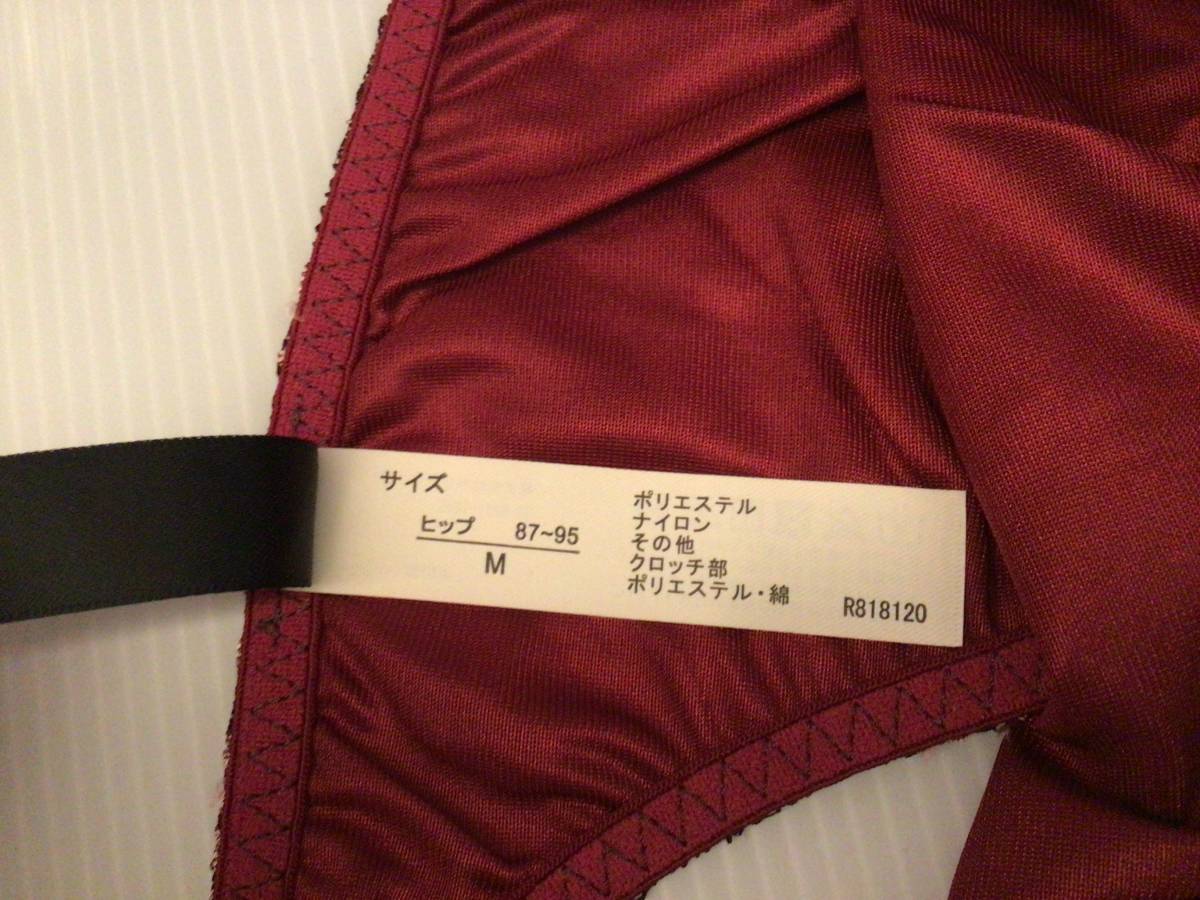 サイズ
ヒップ 87~95
M
ポリエステル
ナイロン
その他
クロッチ部
ポリエステル・綿
R818120